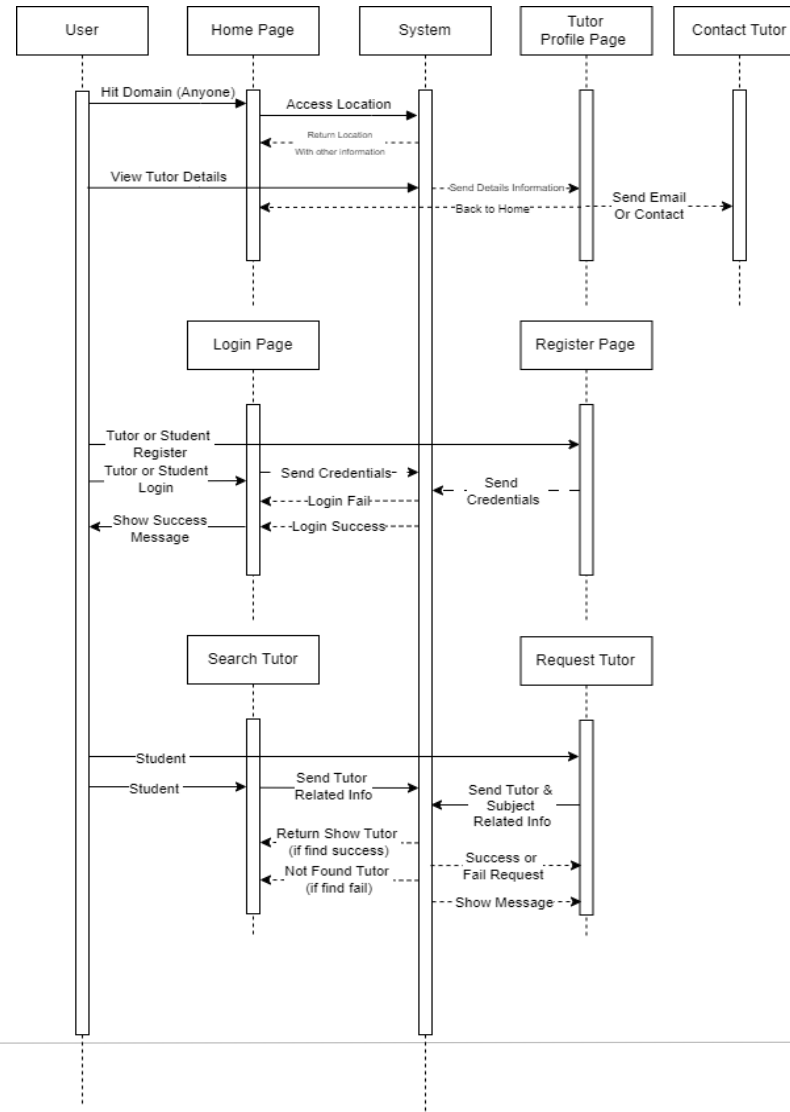 User
Home Page
System
Tutor
Profile Page
Contact Tutor
Hit Domain (Anyone)
Access Location
Return Location
With other information
View Tutor Details
Send Details Information
Back to Home
Send Email
Or Contact
Login Page
Register Page
Tutor or Student
Register
Tutor or Student
Login
Send Credentials
Send
Credentials
Login Fail
Show Success
Message
Login Success
Search Tutor
Request Tutor
Student
Student
Send Tutor
Related Info
Send Tutor &
Subject
Related Info
Return Show Tutor
(if find success)
Success or
Fail Request
Not Found Tutor
(if find fail)
Show Message